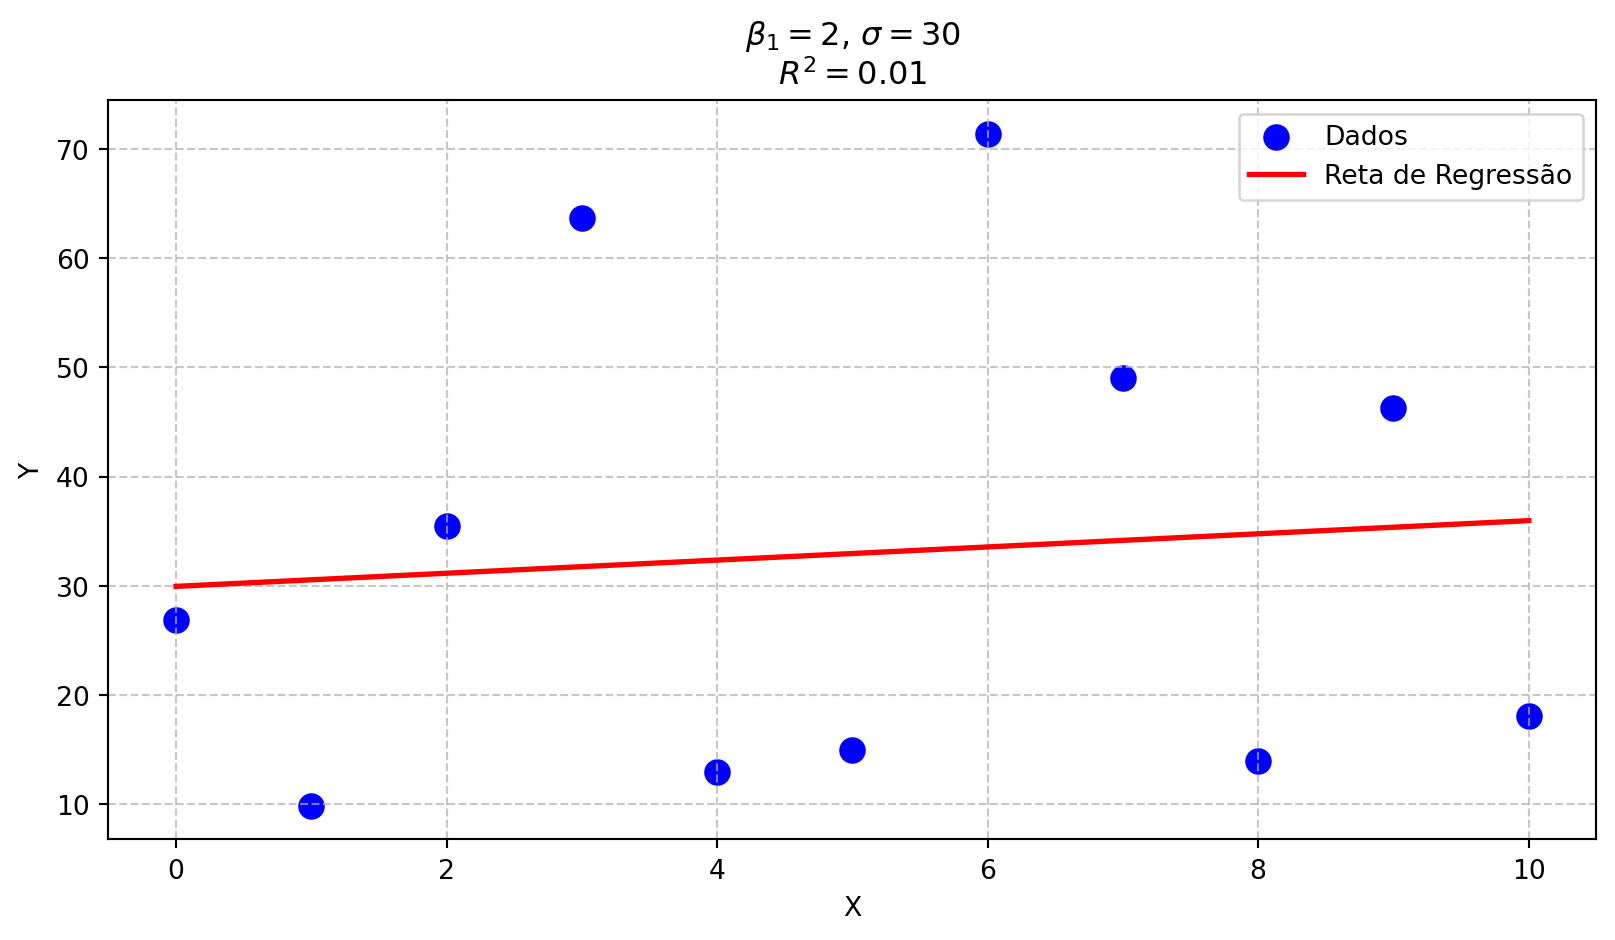 β₁ = 2, σ = 30
R² = 0.01
Dados
Reta de Regressão
70
60
50
40
30
20
10
Y
0 2 4 6 8 10
X